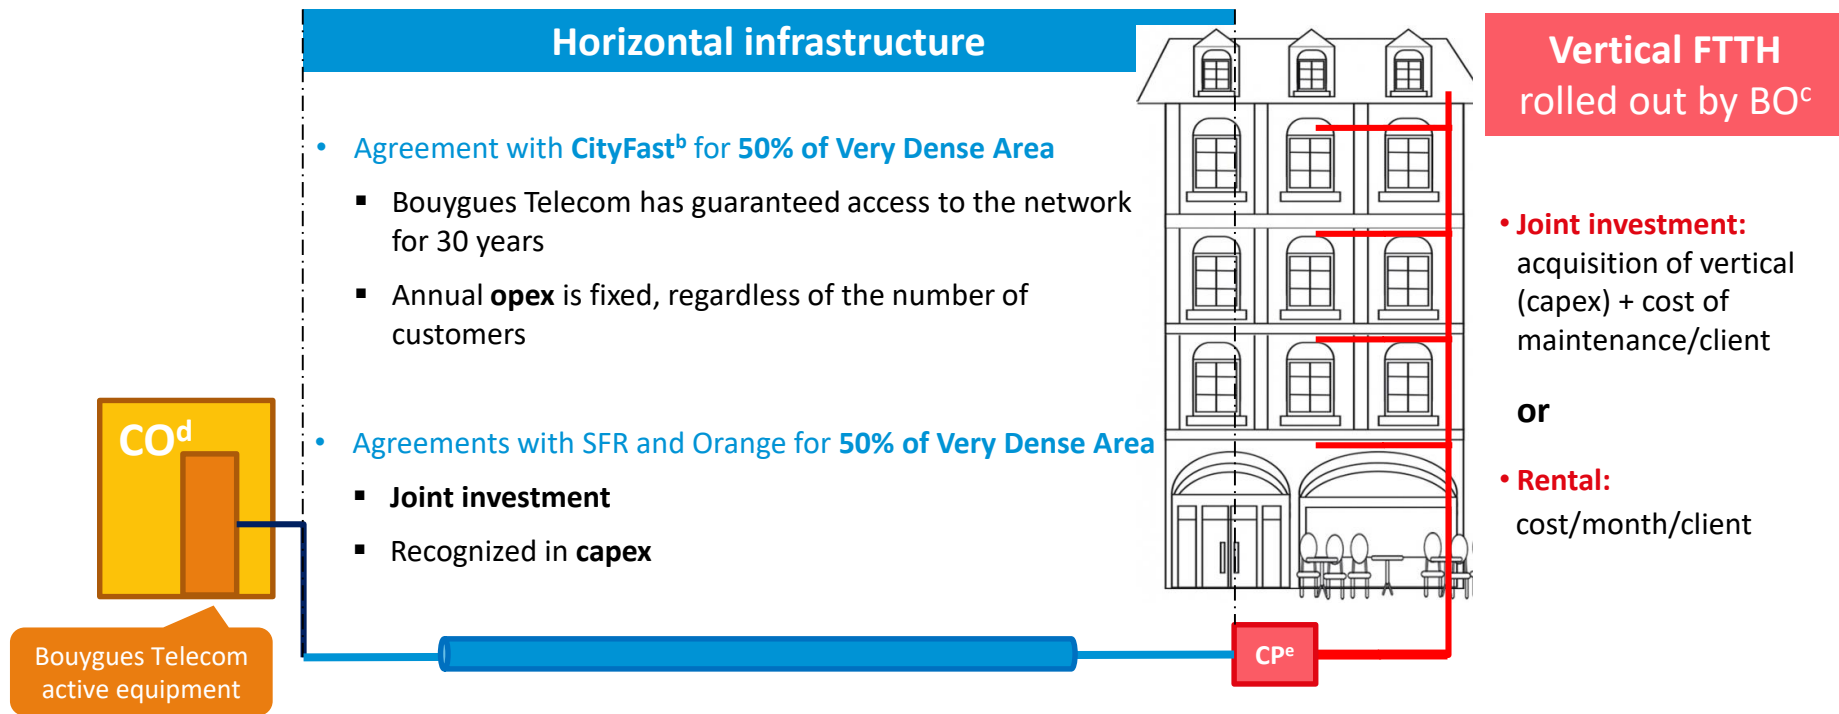 Horizontal infrastructure
• Agreement with CityFastᵇ for 50% of Very Dense Area
▪ Bouygues Telecom has guaranteed access to the network
for 30 years
▪ Annual opex is fixed, regardless of the number of
customers
• Agreements with SFR and Orange for 50% of Very Dense Area
▪ Joint investment
▪ Recognized in capex
COᵈ
Bouygues Telecom
active equipment
CPᵉ
Vertical FTTH
rolled out by BOᶜ
• Joint investment:
acquisition of vertical
(capex) + cost of
maintenance/client
or
• Rental:
cost/month/client